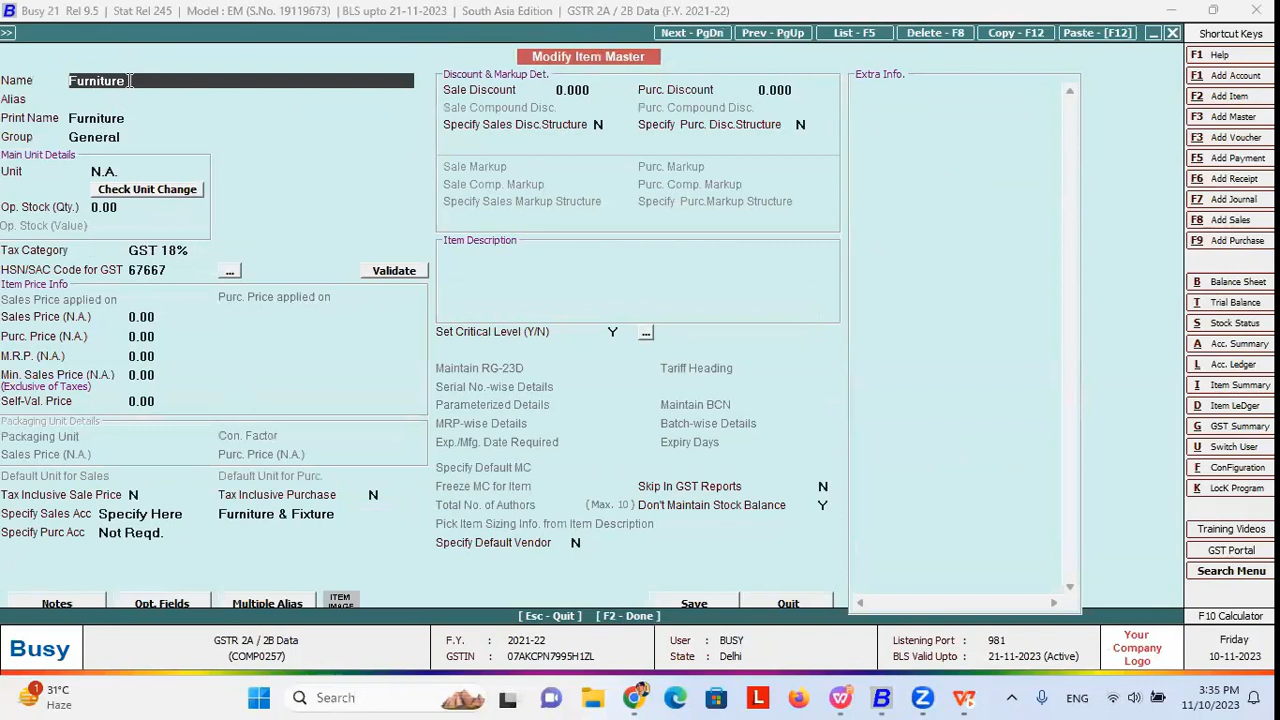 Busy 21 Rel 9.5 | Stat Rel 245 | Model : EM (S.No. 19119673) | BLS upto 21-11-2023 | South Asia Edition | GSTR 2A / 2B Data (F.Y. 2021-22)
>> Next - PgDn Prev - PgUp List - F5 Delete - F8 Copy - F12 Paste - [F12]
Modify Item Master
Name Furniture
Alias
Print Name Furniture
Group General
Main Unit Details
Unit N.A.
Check Unit Change
Op. Stock (Qty.) 0.00
Op. Stock (Value)
Tax Category GST 18%
HSN/SAC Code for GST 67667 ... Validate
Item Price Info
Sales Price applied on Purc. Price applied on
Sales Price (N.A.) 0.00
Purc. Price (N.A.) 0.00
M.R.P. (N.A.) 0.00
Min. Sales Price (N.A.) 0.00
(Exclusive of Taxes)
Self-Val. Price 0.00
Packaging Unit Details
Packaging Unit Con. Factor
Sales Price (N.A.) Purc. Price (N.A.)
Default Unit for Sales Default Unit for Purc.
Tax Inclusive Sale Price N Tax Inclusive Purchase N
Specify Sales Acc Specify Here Furniture & Fixture
Specify Purc Acc Not Reqd.
Notes Opt. Fields Multiple Alias ITEM IMAGE
Discount & Markup Det.
Sale Discount 0.000 Purc. Discount 0.000
Sale Compound Disc. Purc. Compound Disc.
Specify Sales Disc.Structure N Specify Purc. Disc.Structure N
Sale Markup Purc. Markup
Sale Comp. Markup Purc. Comp. Markup
Specify Sales Markup Structure Specify Purc.Markup Structure
Item Description
Set Critical Level (Y/N) Y ...
Maintain RG-23D Tariff Heading
Serial No.-wise Details
Parameterized Details Maintain BCN
MRP-wise Details Batch-wise Details
Exp./Mfg. Date Required Expiry Days
Specify Default MC
Freeze MC for Item Skip In GST Reports N
Total No. of Authors { Max. 10 } Don't Maintain Stock Balance Y
Pick Item Sizing Info. from Item Description
Specify Default Vendor N
Save Quit
Extra Info.
Shortcut Keys
F1 Help
F1 Add Account
F2 Add Item
F3 Add Master
F3 Add Voucher
F5 Add Payment
F6 Add Receipt
F7 Add Journal
F8 Add Sales
F9 Add Purchase
B Balance Sheet
T Trial Balance
S Stock Status
A Acc. Summary
L Acc. Ledger
I Item Summary
D Item LeDger
G GST Summary
U Switch User
F ConFiguration
K LocK Program
Training Videos
GST Portal
Search Menu
[ Esc - Quit ] [ F2 - Done ] F10 Calculator
Busy
GSTR 2A / 2B Data
(COMP0257)
F.Y. : 2021-22
GSTIN : 07AKCPN7995H1ZL
User : BUSY
State : Delhi
Listening Port : 981
BLS Valid Upto : 21-11-2023 (Active)
Your
Company
Logo
Friday
10-11-2023
1
31°C
Haze
Search
ENG
3:35 PM
11/10/2023